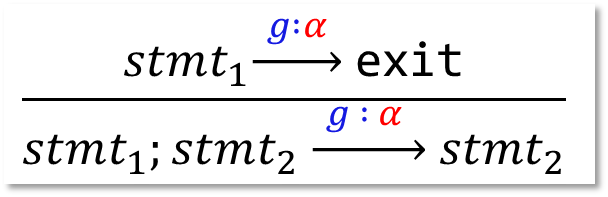 g:α
stmt₁ ⟶ exit
g : α
stmt₁; stmt₂ ⟶ stmt₂